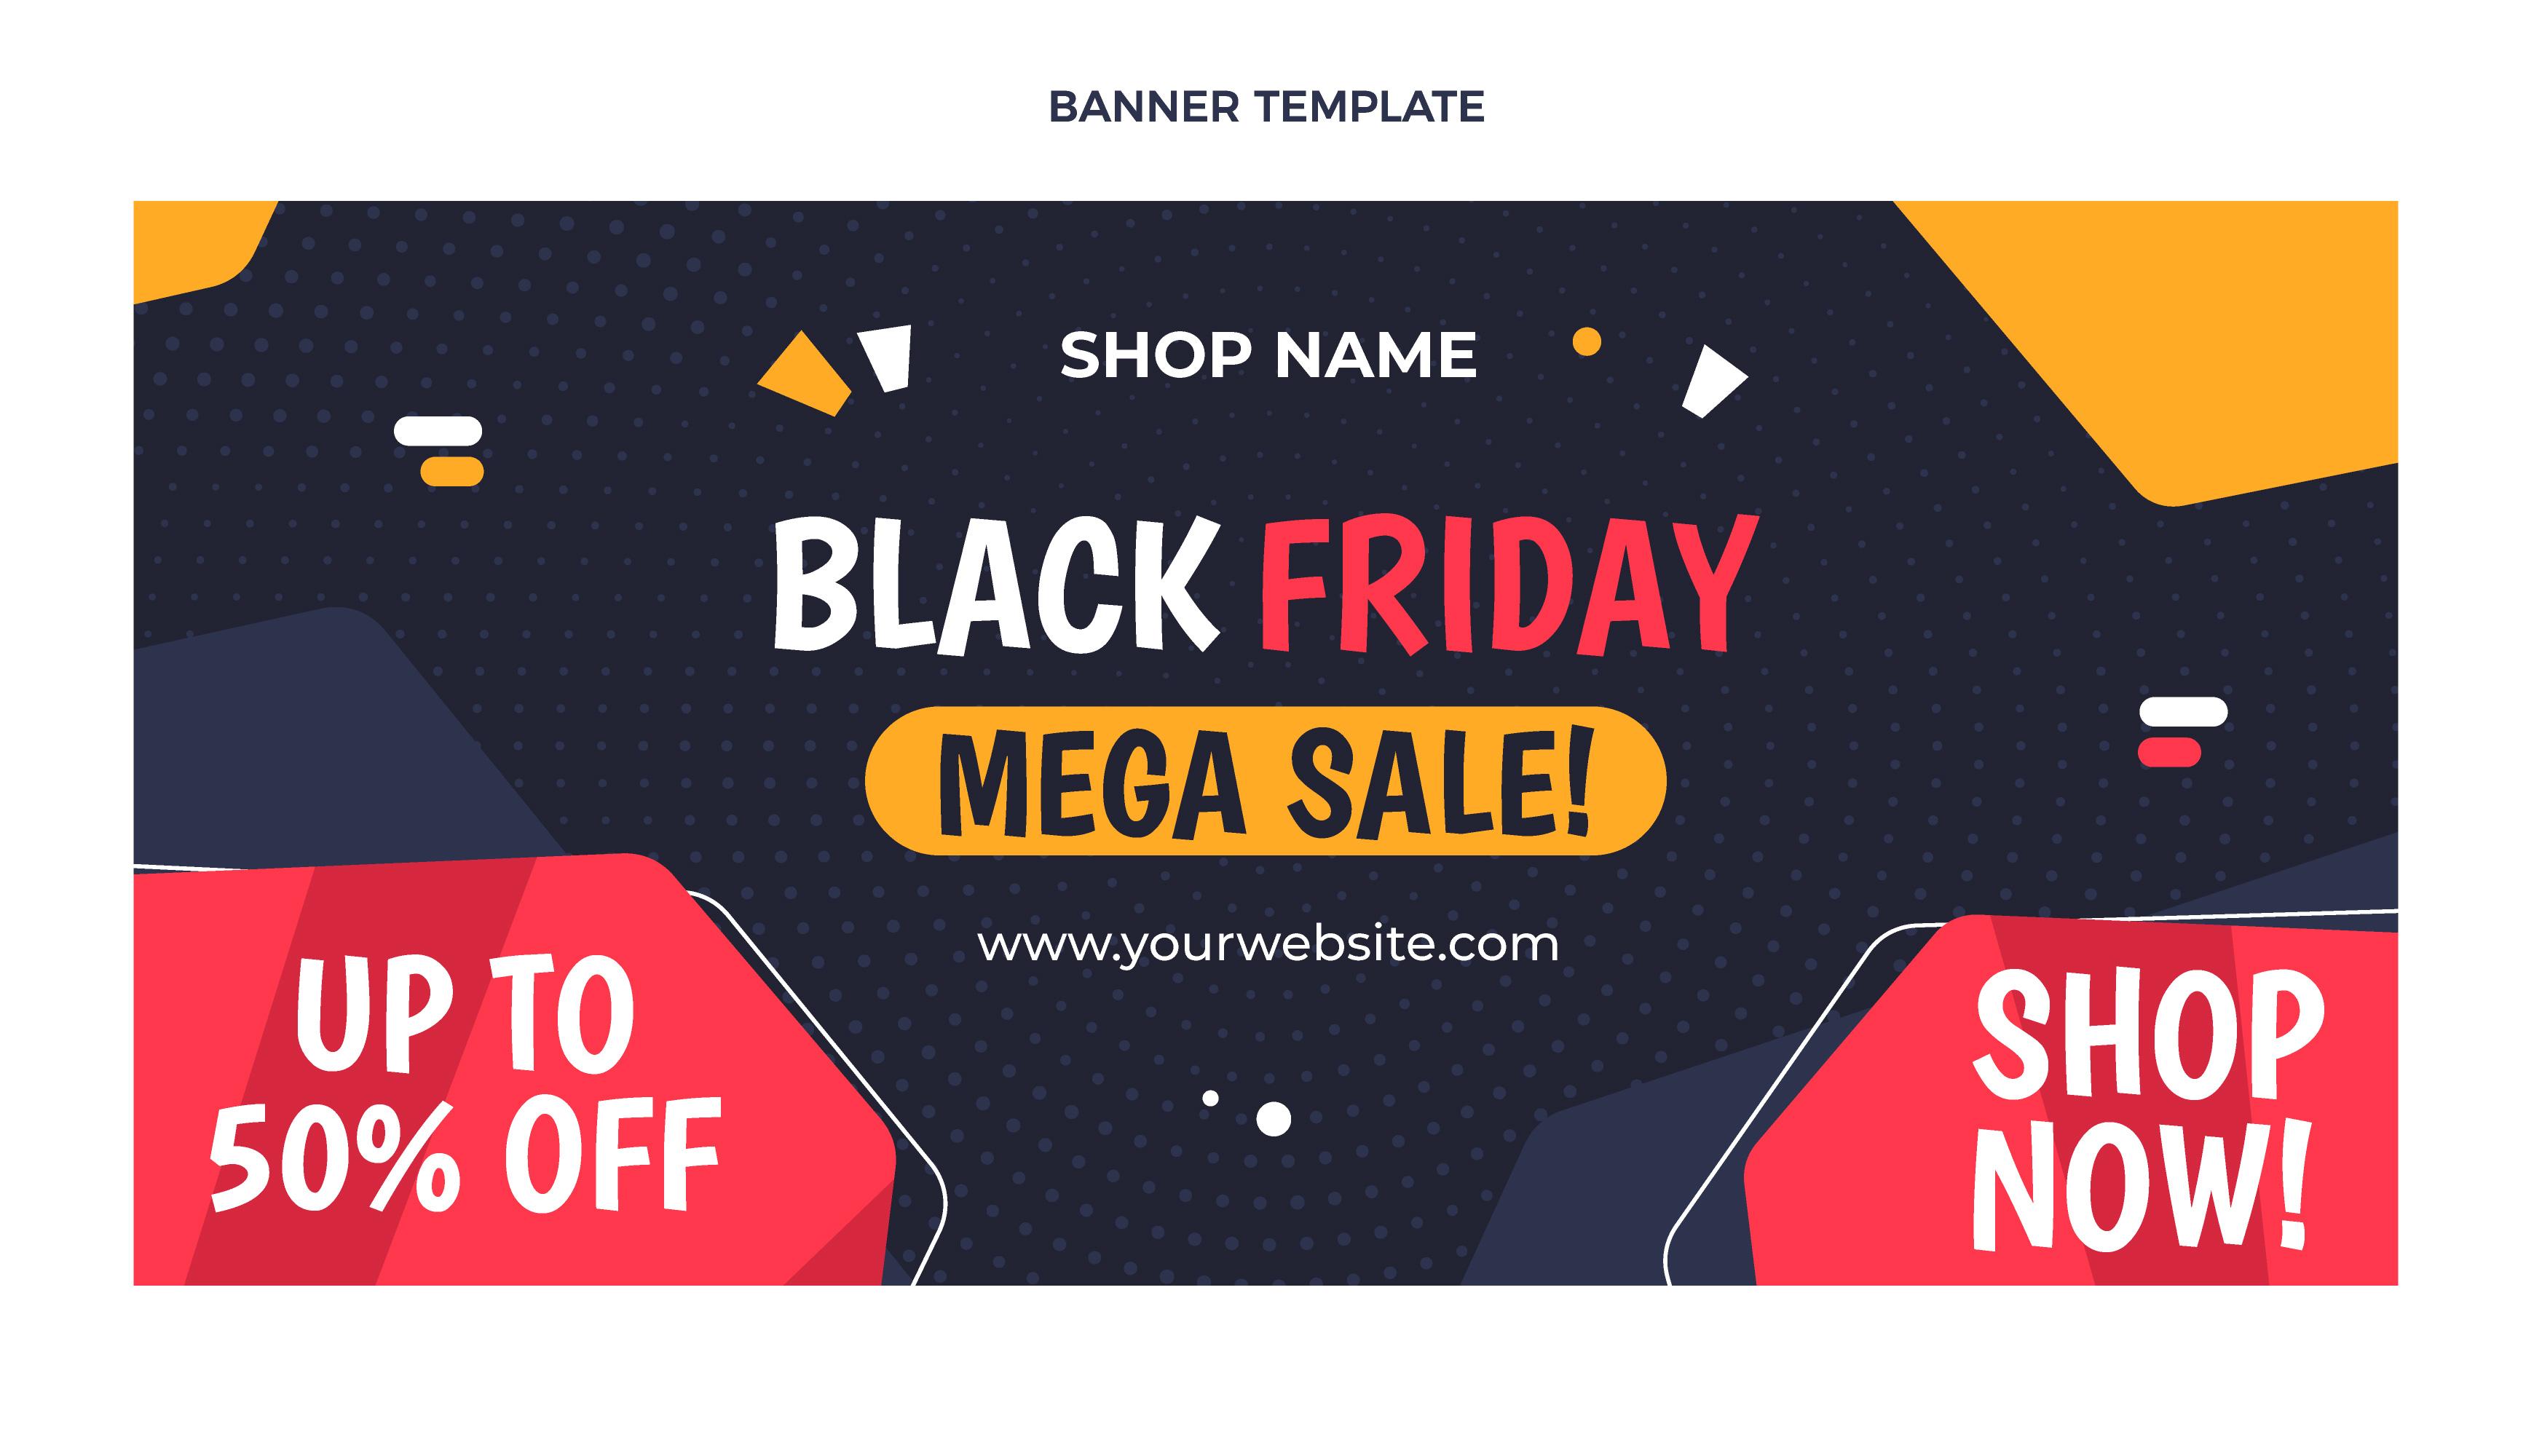 BANNER TEMPLATE
SHOP NAME
BLACK FRIDAY
MEGA SALE!
www.yourwebsite.com
UP TO
50% OFF
SHOP
NOW!